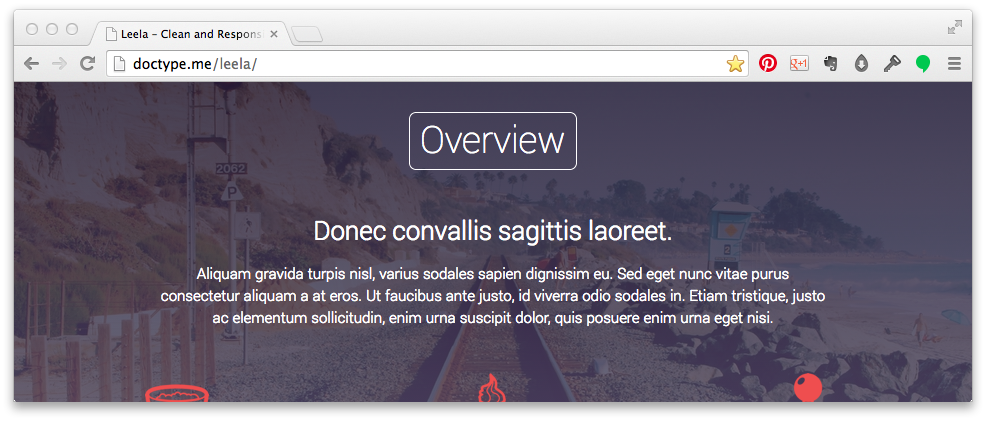 Leela – Clean and Respons
doctype.me/leela/
g+1
Overview
2062
P
Donec convallis sagittis laoreet.
Aliquam gravida turpis nisl, varius sodales sapien dignissim eu. Sed eget nunc vitae purus
consectetur aliquam a at eros. Ut faucibus ante justo, id viverra odio sodales in. Etiam tristique, justo
ac elementum sollicitudin, enim urna suscipit dolor, quis posuere enim urna eget nisi.